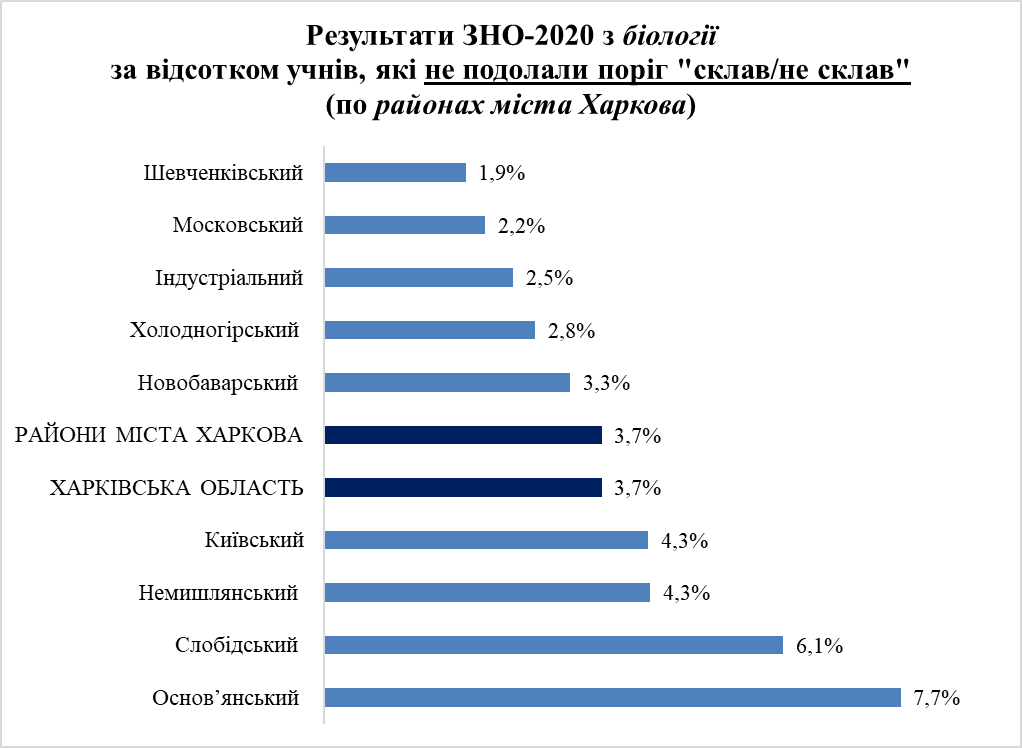 Результати ЗНО-2020 з біології
за відсотком учнів, які не подолали поріг "склав/не склав"
(по районах міста Харкова)
Шевченківський 1,9%
Московський 2,2%
Індустріальний 2,5%
Холодногірський 2,8%
Новобаварський 3,3%
РАЙОНИ МІСТА ХАРКОВА 3,7%
ХАРКІВСЬКА ОБЛАСТЬ 3,7%
Київський 4,3%
Немишлянський 4,3%
Слобідський 6,1%
Основ’янський 7,7%